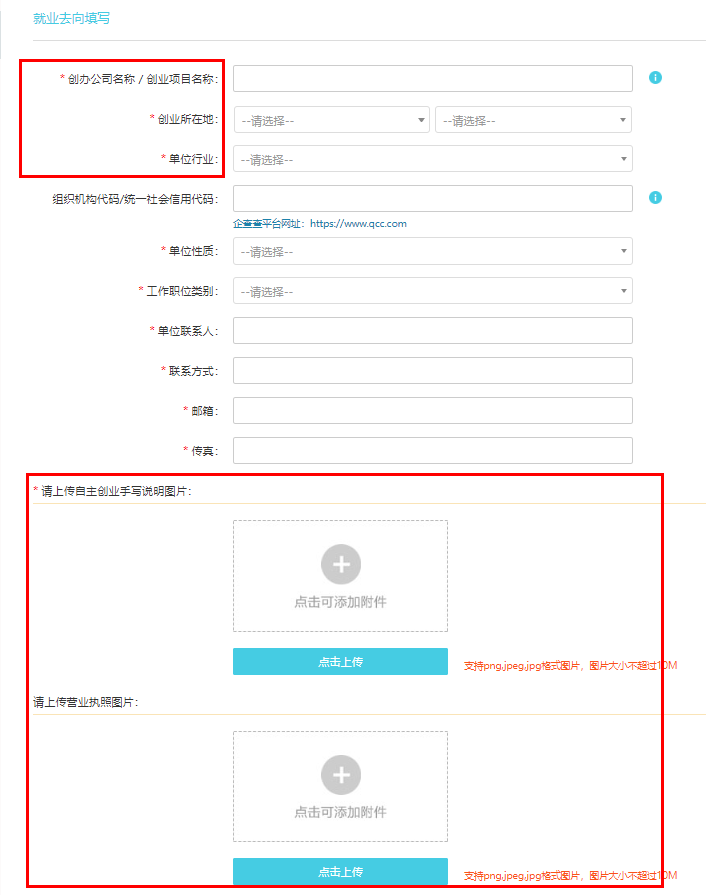 就业去向填写
* 创办公司名称 / 创业项目名称：
* 创业所在地： --请选择-- --请选择--
* 单位行业： --请选择--
组织机构代码/统一社会信用代码：
企查查平台网址：https://www.qcc.com
* 单位性质： --请选择--
* 工作职位类别： --请选择--
* 单位联系人：
* 联系方式：
* 邮箱：
* 传真：
* 请上传自主创业手写说明图片：
点击可添加附件
点击上传 支持png,jpeg,jpg格式图片，图片大小不超过10M
请上传营业执照图片：
点击可添加附件
点击上传 支持png,jpeg,jpg格式图片，图片大小不超过10M